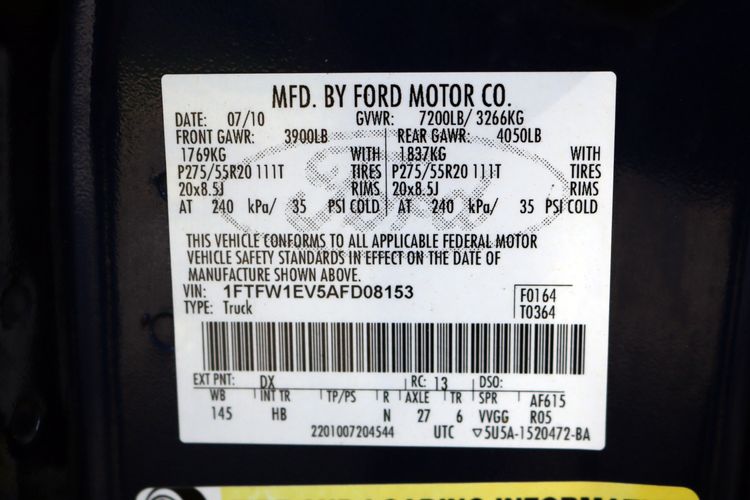 MFD. BY FORD MOTOR CO.
DATE: 07/10 GVWR: 7200LB/ 3266KG
FRONT GAWR: 3900LB REAR GAWR: 4050LB
1769KG WITH 1837KG WITH
P275/55R20 111T TIRES P275/55R20 111T TIRES
20x8.5J RIMS 20x8.5J RIMS
AT 240 kPa/ 35 PSI COLD AT 240 kPa/ 35 PSI COLD
Ford
THIS VEHICLE CONFORMS TO ALL APPLICABLE FEDERAL MOTOR
VEHICLE SAFETY STANDARDS IN EFFECT ON THE DATE OF
MANUFACTURE SHOWN ABOVE.
VIN: 1FTFW1EV5AFD08153 F0164
TYPE: Truck T0364
EXT PNT: DX RC: 13 DSO:
WB INT TR TP/PS R AXLE TR SPR AF615
145 HB N 27 6 VVGG R05
2201007204544 UTC ▽5U5A-1520472-BA